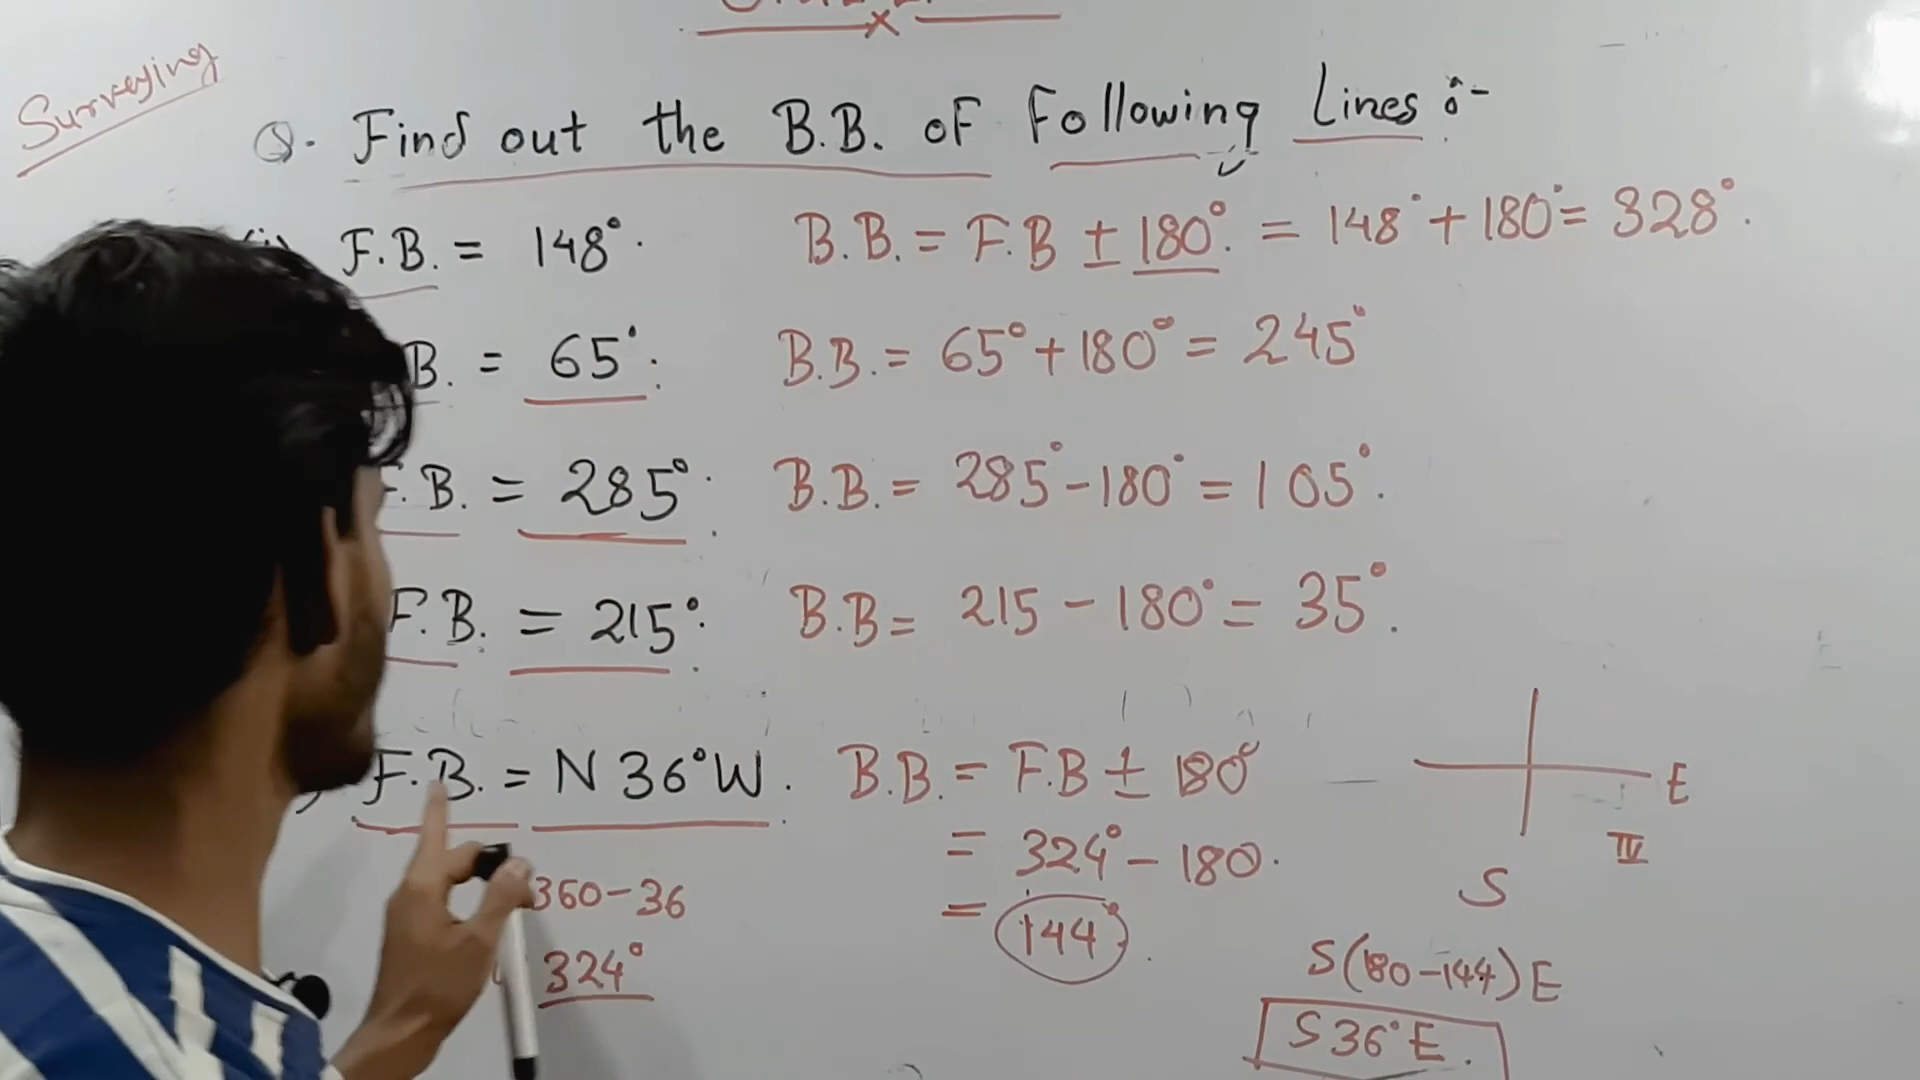 Surveying
Q. Find out the B.B. of Following Lines :-
F.B. = 148°. B.B. = F.B ± 180°. = 148° + 180° = 328°.
B. = 65°. B.B. = 65° + 180° = 245°
F.B. = 285°. B.B. = 285° - 180° = 105°.
F.B. = 215°. B.B = 215 - 180° = 35°.
F.B. = N 36° W. B.B. = F.B ± 180°
E
360-36 = 324° - 180. IV
S
324° = 144°.
S(180-144) E
S 36° E.